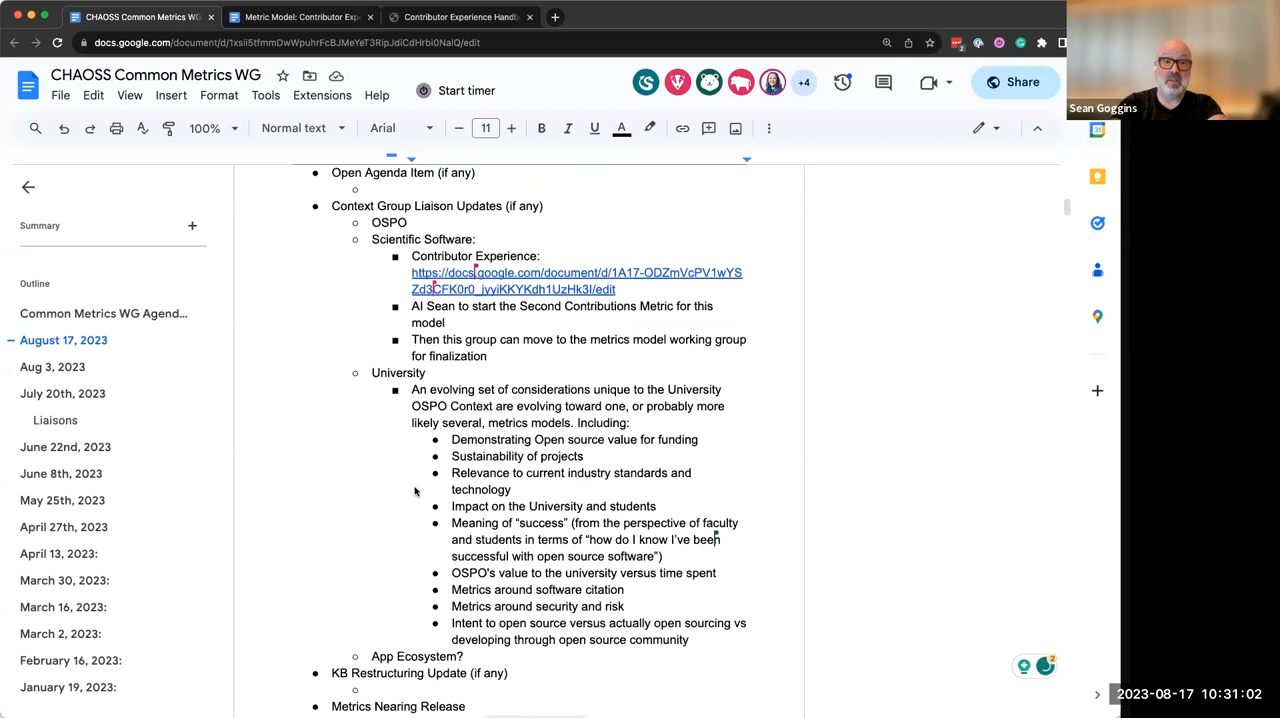 CHAOSS Common Metrics WG
Metric Model: Contributor Expe
Contributor Experience Handb
docs.google.com/document/d/1xsii5tfmmDwWpuhrFcBJMeYeT3RipJdiCdHrbI0NaIQ/edit
CHAOSS Common Metrics WG
File Edit View Insert Format Tools Extensions Help
Start timer
+4
Share
Sean Goggins
100%
Normal text
Arial
11
B I U A
31
Summary
Outline
Common Metrics WG Agend...
August 17, 2023
Aug 3, 2023
July 20th, 2023
Liaisons
June 22nd, 2023
June 8th, 2023
May 25th, 2023
April 27th, 2023
April 13, 2023:
March 30, 2023:
March 16, 2023:
March 2, 2023:
February 16, 2023:
January 19, 2023:
Open Agenda Item (if any)
Context Group Liaison Updates (if any)
OSPO
Scientific Software:
Contributor Experience:
https://docs.google.com/document/d/1A17-ODZmVcPV1wYS
Zd3CFK0r0_jyyiKKYKdh1UzHk3I/edit
AI Sean to start the Second Contributions Metric for this
model
Then this group can move to the metrics model working group
for finalization
University
An evolving set of considerations unique to the University
OSPO Context are evolving toward one, or probably more
likely several, metrics models. Including:
Demonstrating Open source value for funding
Sustainability of projects
Relevance to current industry standards and
technology
Impact on the University and students
Meaning of “success” (from the perspective of faculty
and students in terms of “how do I know I’ve been
successful with open source software”)
OSPO's value to the university versus time spent
Metrics around software citation
Metrics around security and risk
Intent to open source versus actually open sourcing vs
developing through open source community
App Ecosystem?
KB Restructuring Update (if any)
Metrics Nearing Release
2
2023-08-17 10:31:02